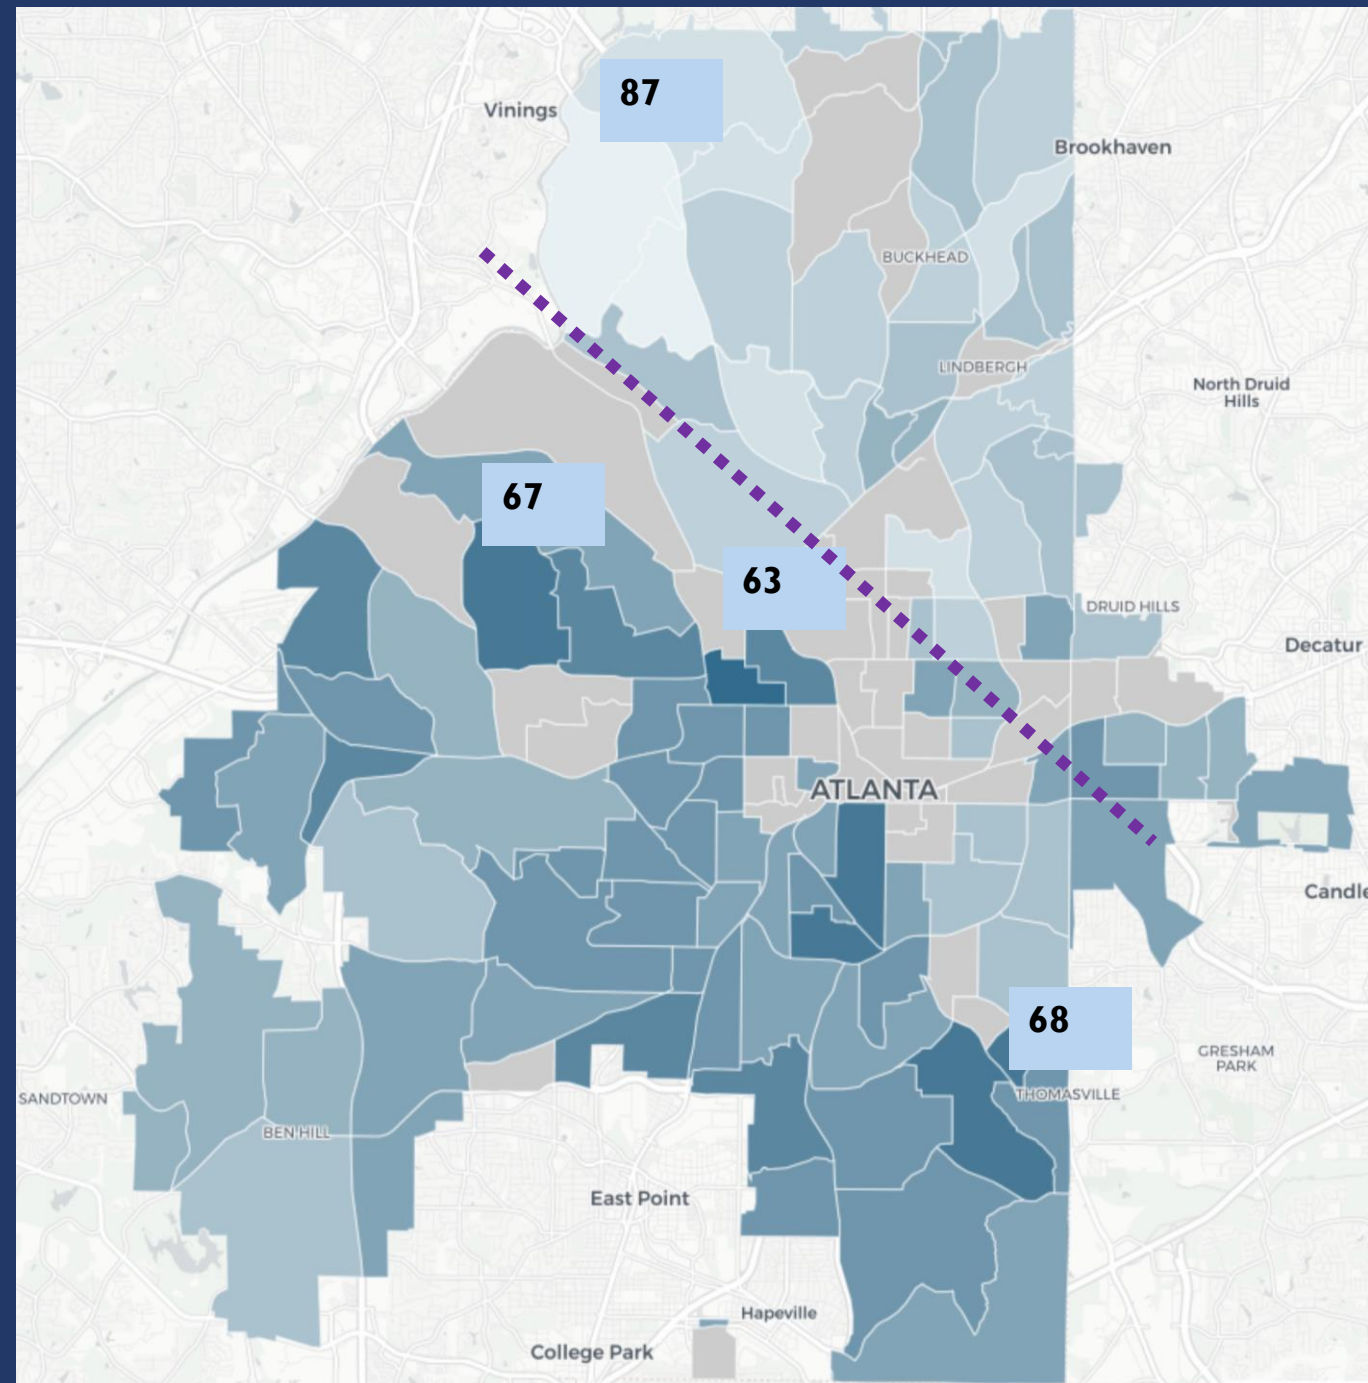 87
Vinings
Brookhaven
BUCKHEAD
LINDBERGH
North Druid
Hills
67
63
DRUID HILLS
Decatur
ATLANTA
Candle
68
GRESHAM
PARK
SANDTOWN
THOMASVILLE
BEN HILL
East Point
Hapeville
College Park